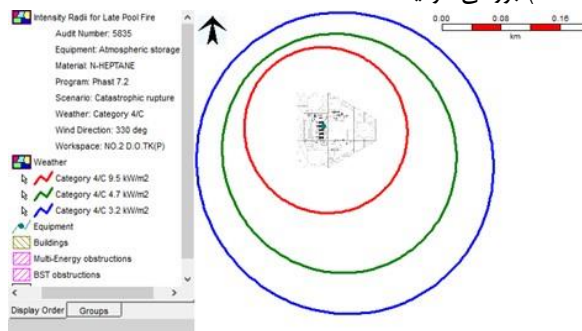 Intensity Radii for Late Pool Fire
Audit Number: 5835
Equipment: Atmospheric storage
Material: N-HEPTANE
Program: Phast 7.2
Scenario: Catastrophic rupture
Weather: Category 4/C
Wind Direction: 330 deg
Workspace: NO.2 D.O.TK(P)
Weather
Category 4/C 9.5 kW/m2
Category 4/C 4.7 kW/m2
Category 4/C 3.2 kW/m2
Equipment
Buildings
Multi-Energy obstructions
BST obstructions
Display Order Groups
0.00 0.08 0.16
km